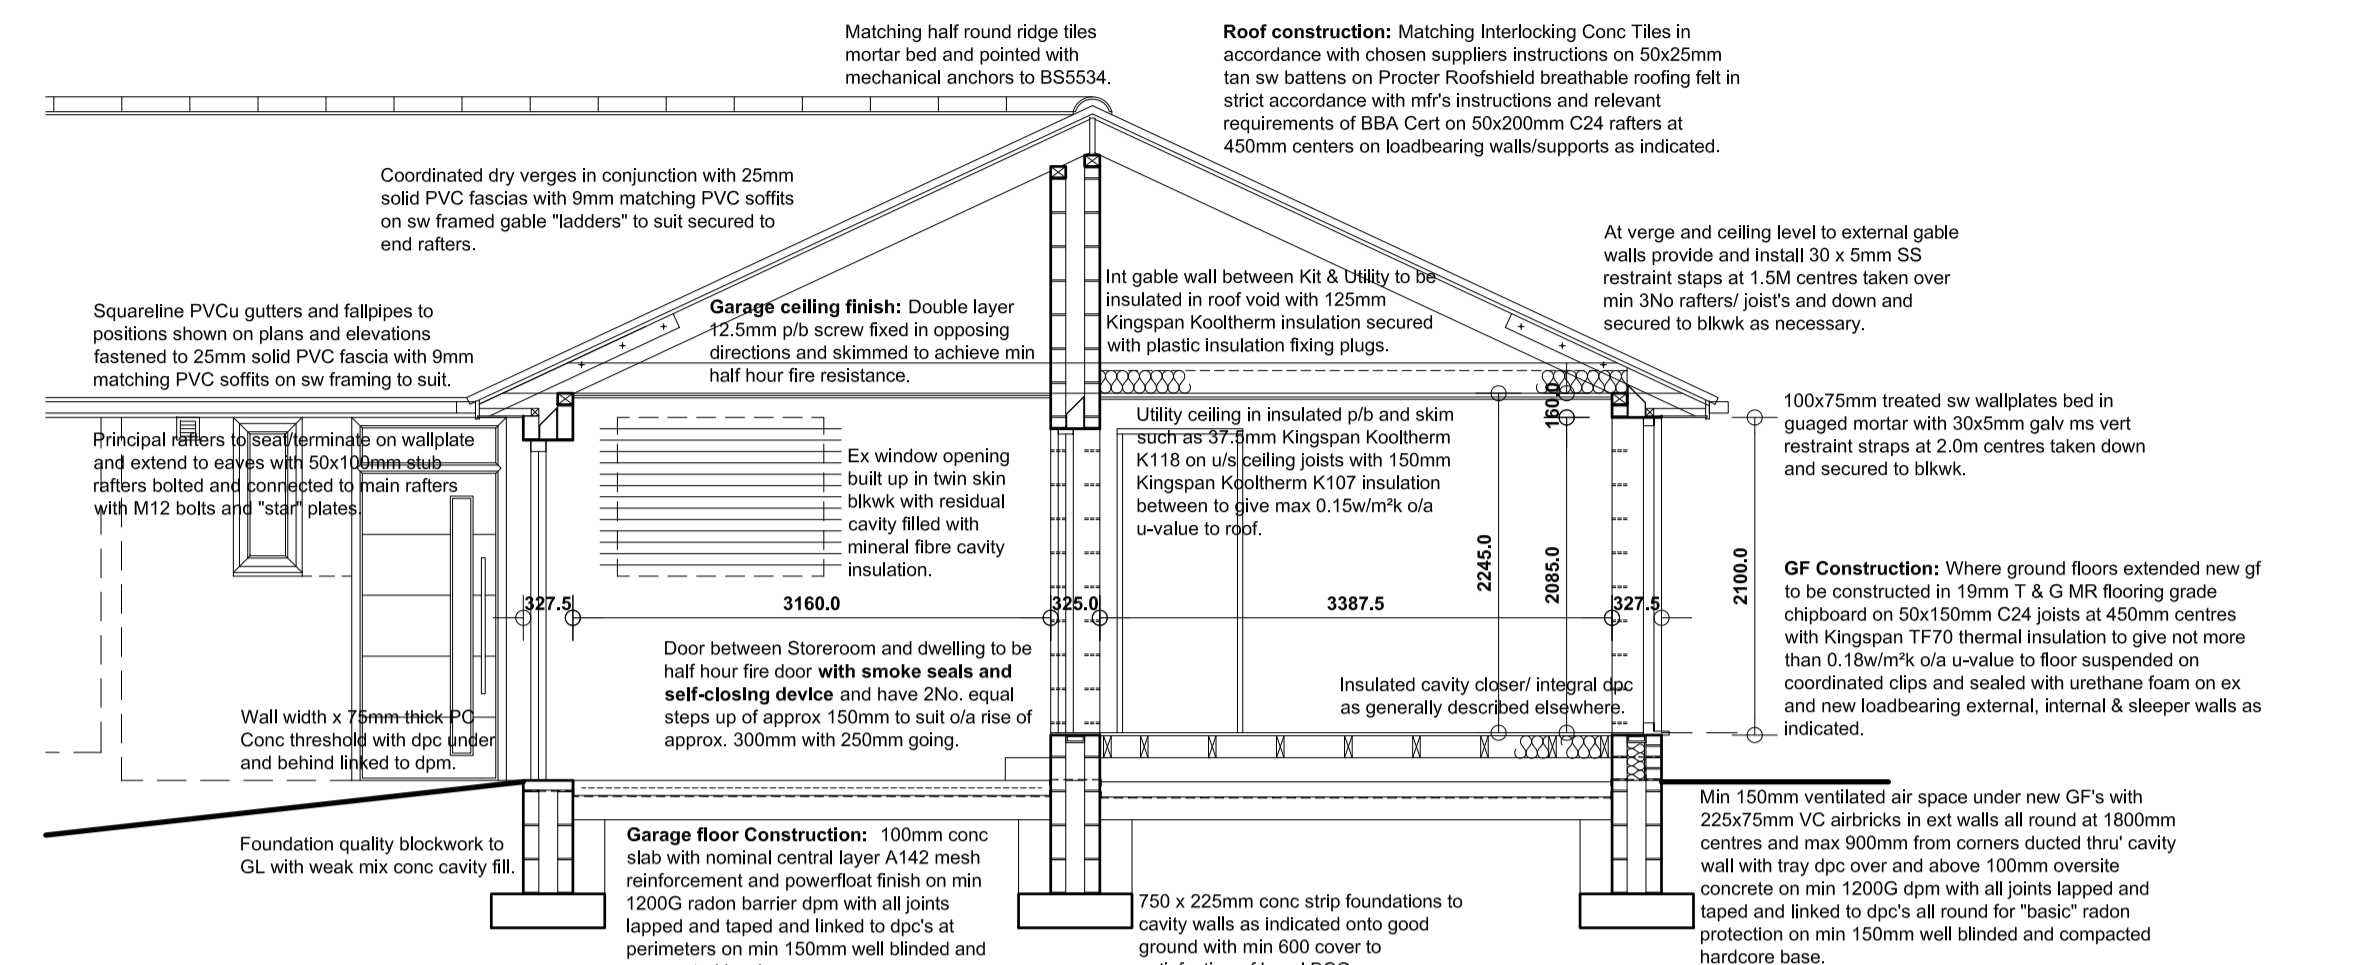 Matching half round ridge tiles
mortar bed and pointed with
mechanical anchors to BS5534.
Roof construction: Matching Interlocking Conc Tiles in
accordance with chosen suppliers instructions on 50x25mm
tan sw battens on Procter Roofshield breathable roofing felt in
strict accordance with mfr's instructions and relevant
requirements of BBA Cert on 50x200mm C24 rafters at
450mm centers on loadbearing walls/supports as indicated.
Coordinated dry verges in conjunction with 25mm
solid PVC fascias with 9mm matching PVC soffits
on sw framed gable "ladders" to suit secured to
end rafters.
At verge and ceiling level to external gable
walls provide and install 30 x 5mm SS
restraint staps at 1.5M centres taken over
min 3No rafters/ joist's and down and
secured to blkwk as necessary.
Squareline PVCu gutters and fallpipes to
positions shown on plans and elevations
fastened to 25mm solid PVC fascia with 9mm
matching PVC soffits on sw framing to suit.
Garage ceiling finish: Double layer
12.5mm p/b screw fixed in opposing
directions and skimmed to achieve min
half hour fire resistance.
Int gable wall between Kit & Utility to be
insulated in roof void with 125mm
Kingspan Kooltherm insulation secured
with plastic insulation fixing plugs.
Principal rafters to seat/terminate on wallplate
and extend to eaves with 50x100mm stub
rafters bolted and connected to main rafters
with M12 bolts and "star" plates.
Ex window opening
built up in twin skin
blkwk with residual
cavity filled with
mineral fibre cavity
insulation.
Utility ceiling in insulated p/b and skim
such as 37.5mm Kingspan Kooltherm
K118 on u/s ceiling joists with 150mm
Kingspan Kooltherm K107 insulation
between to give max 0.15w/m²k o/a
u-value to roof.
160.0
100x75mm treated sw wallplates bed in
guaged mortar with 30x5mm galv ms vert
restraint straps at 2.0m centres taken down
and secured to blkwk.
2245.0
2085.0
2100.0
327.5
3160.0
325.0
3387.5
327.5
GF Construction: Where ground floors extended new gf
to be constructed in 19mm T & G MR flooring grade
chipboard on 50x150mm C24 joists at 450mm centres
with Kingspan TF70 thermal insulation to give not more
than 0.18w/m²k o/a u-value to floor suspended on
coordinated clips and sealed with urethane foam on ex
and new loadbearing external, internal & sleeper walls as
indicated.
Door between Storeroom and dwelling to be
half hour fire door with smoke seals and
self-closing device and have 2No. equal
steps up of approx 150mm to suit o/a rise of
approx. 300mm with 250mm going.
Insulated cavity closer/ integral dpc
as generally described elsewhere.
Wall width x 75mm thick PC
Conc threshold with dpc under
and behind linked to dpm.
Foundation quality blockwork to
GL with weak mix conc cavity fill.
Garage floor Construction: 100mm conc
slab with nominal central layer A142 mesh
reinforcement and powerfloat finish on min
1200G radon barrier dpm with all joints
lapped and taped and linked to dpc's at
perimeters on min 150mm well blinded and
750 x 225mm conc strip foundations to
cavity walls as indicated onto good
ground with min 600 cover to
Min 150mm ventilated air space under new GF's with
225x75mm VC airbricks in ext walls all round at 1800mm
centres and max 900mm from corners ducted thru' cavity
wall with tray dpc over and above 100mm oversite
concrete on min 1200G dpm with all joints lapped and
taped and linked to dpc's all round for "basic" radon
protection on min 150mm well blinded and compacted
hardcore base.